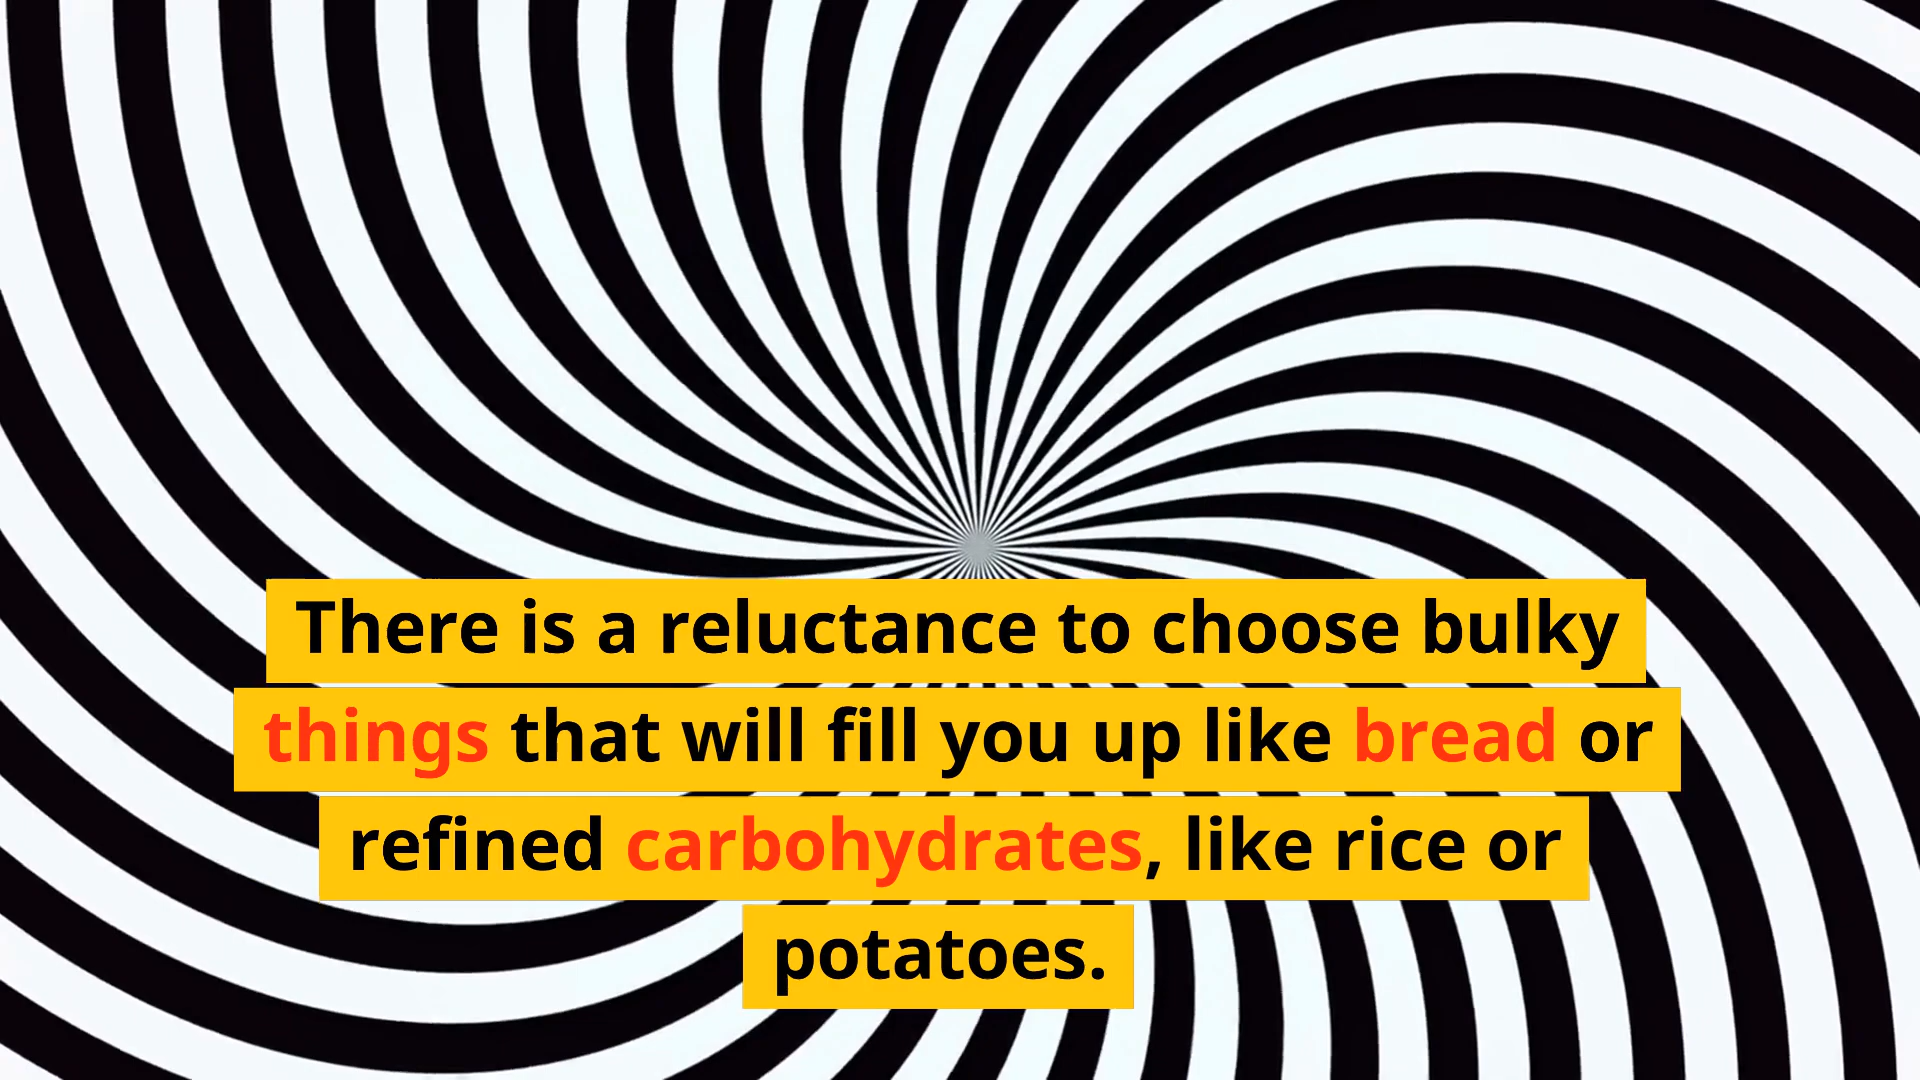 There is a reluctance to choose bulky
things that will fill you up like bread or
refined carbohydrates, like rice or
potatoes.